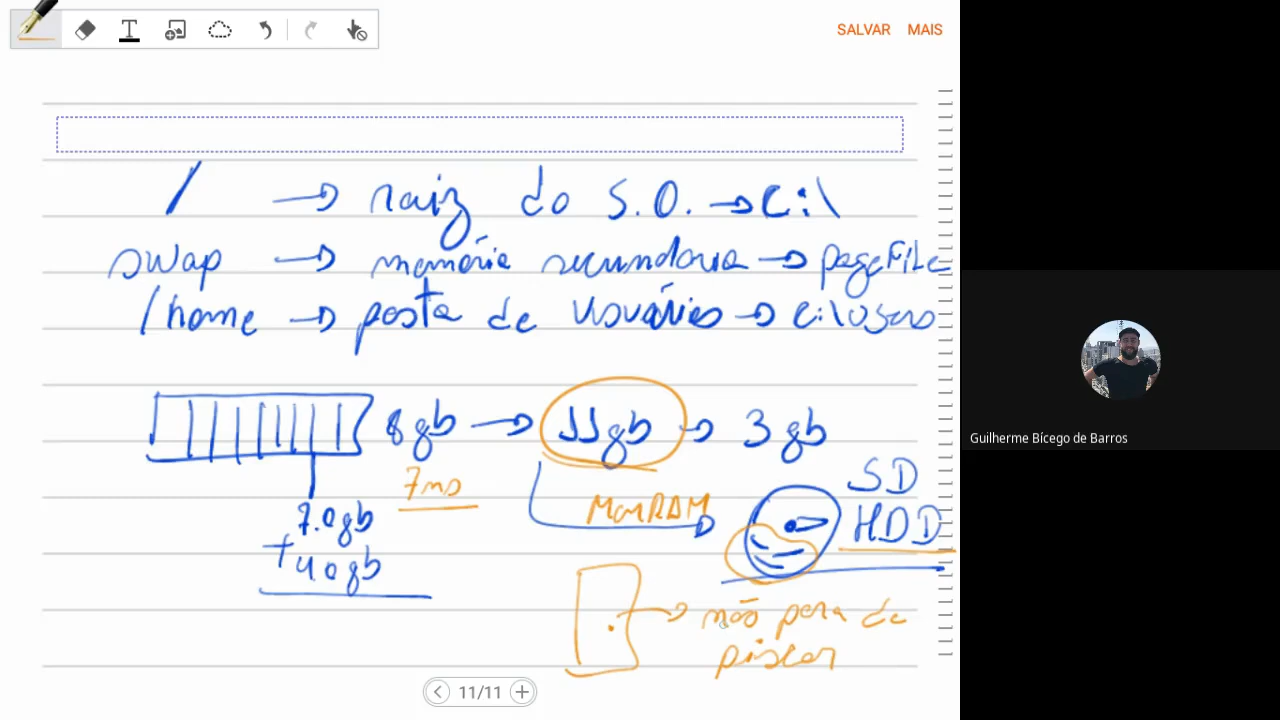 SALVAR MAIS
/ → raiz do S.O. → C:\
swap → memória secundária → pageFile
/home → pasta de usuários → C:\Users
8gb → 11gb → 3gb
7ns
SD
MemRAM
HDD
7.0gb
+4.0gb
→ não para de
piscar
11/11
Guilherme Bícego de Barros